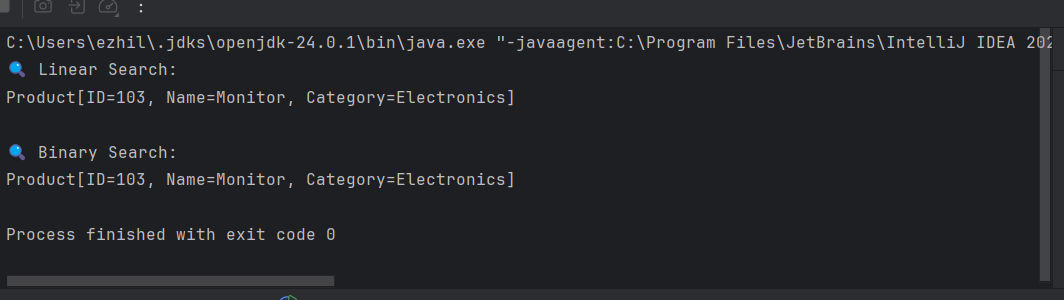 :
C:\Users\ezhil\.jdks\openjdk-24.0.1\bin\java.exe "-javaagent:C:\Program Files\JetBrains\IntelliJ IDEA 202
🔍 Linear Search:
Product[ID=103, Name=Monitor, Category=Electronics]
🔍 Binary Search:
Product[ID=103, Name=Monitor, Category=Electronics]
Process finished with exit code 0